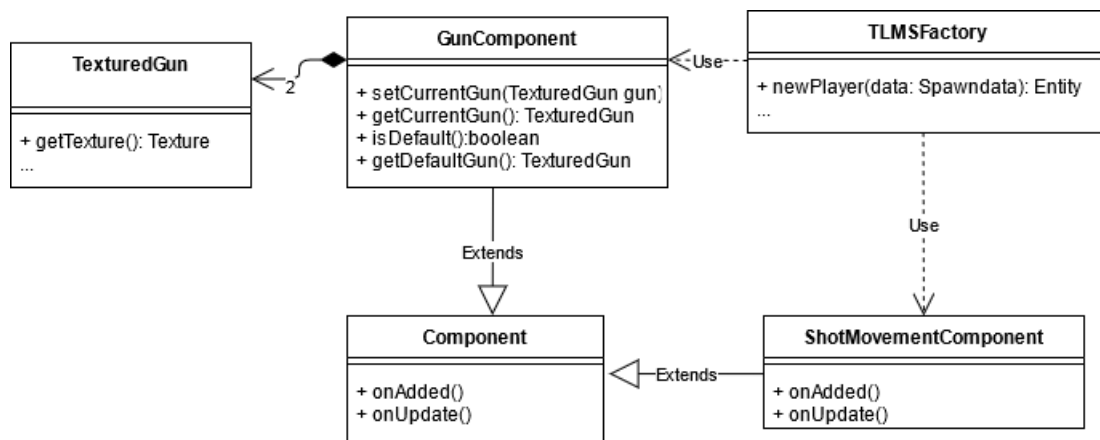 TexturedGun
+ getTexture(): Texture
...
2
GunComponent
+ setCurrentGun(TexturedGun gun)
+ getCurrentGun(): TexturedGun
+ isDefault():boolean
+ getDefaultGun(): TexturedGun
Use
TLMSFactory
+ newPlayer(data: Spawndata): Entity
...
Extends
Use
Component
+ onAdded()
+ onUpdate()
Extends
ShotMovementComponent
+ onAdded()
+ onUpdate()